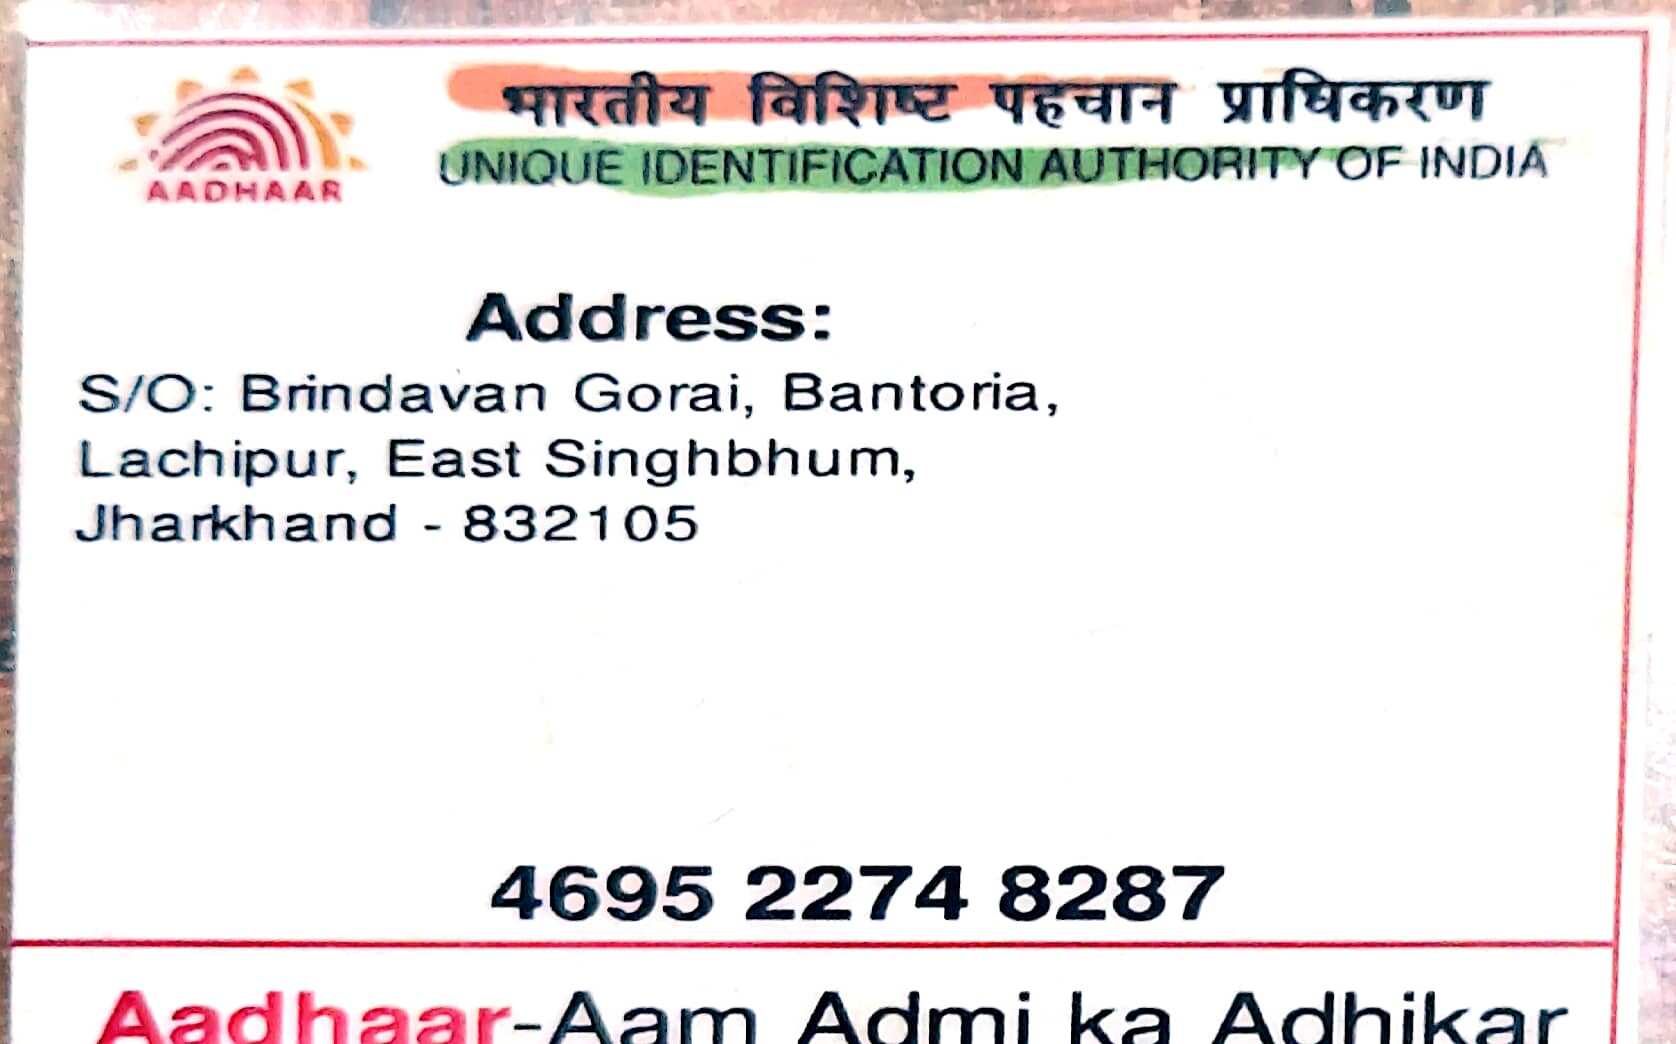 AADHAAR
भारतीय विशिष्ट पहचान प्राधिकरण
UNIQUE IDENTIFICATION AUTHORITY OF INDIA
Address:
S/O: Brindavan Gorai, Bantoria,
Lachipur, East Singhbhum,
Jharkhand - 832105
4695 2274 8287
Aadhaar-Aam Admi ka Adhikar